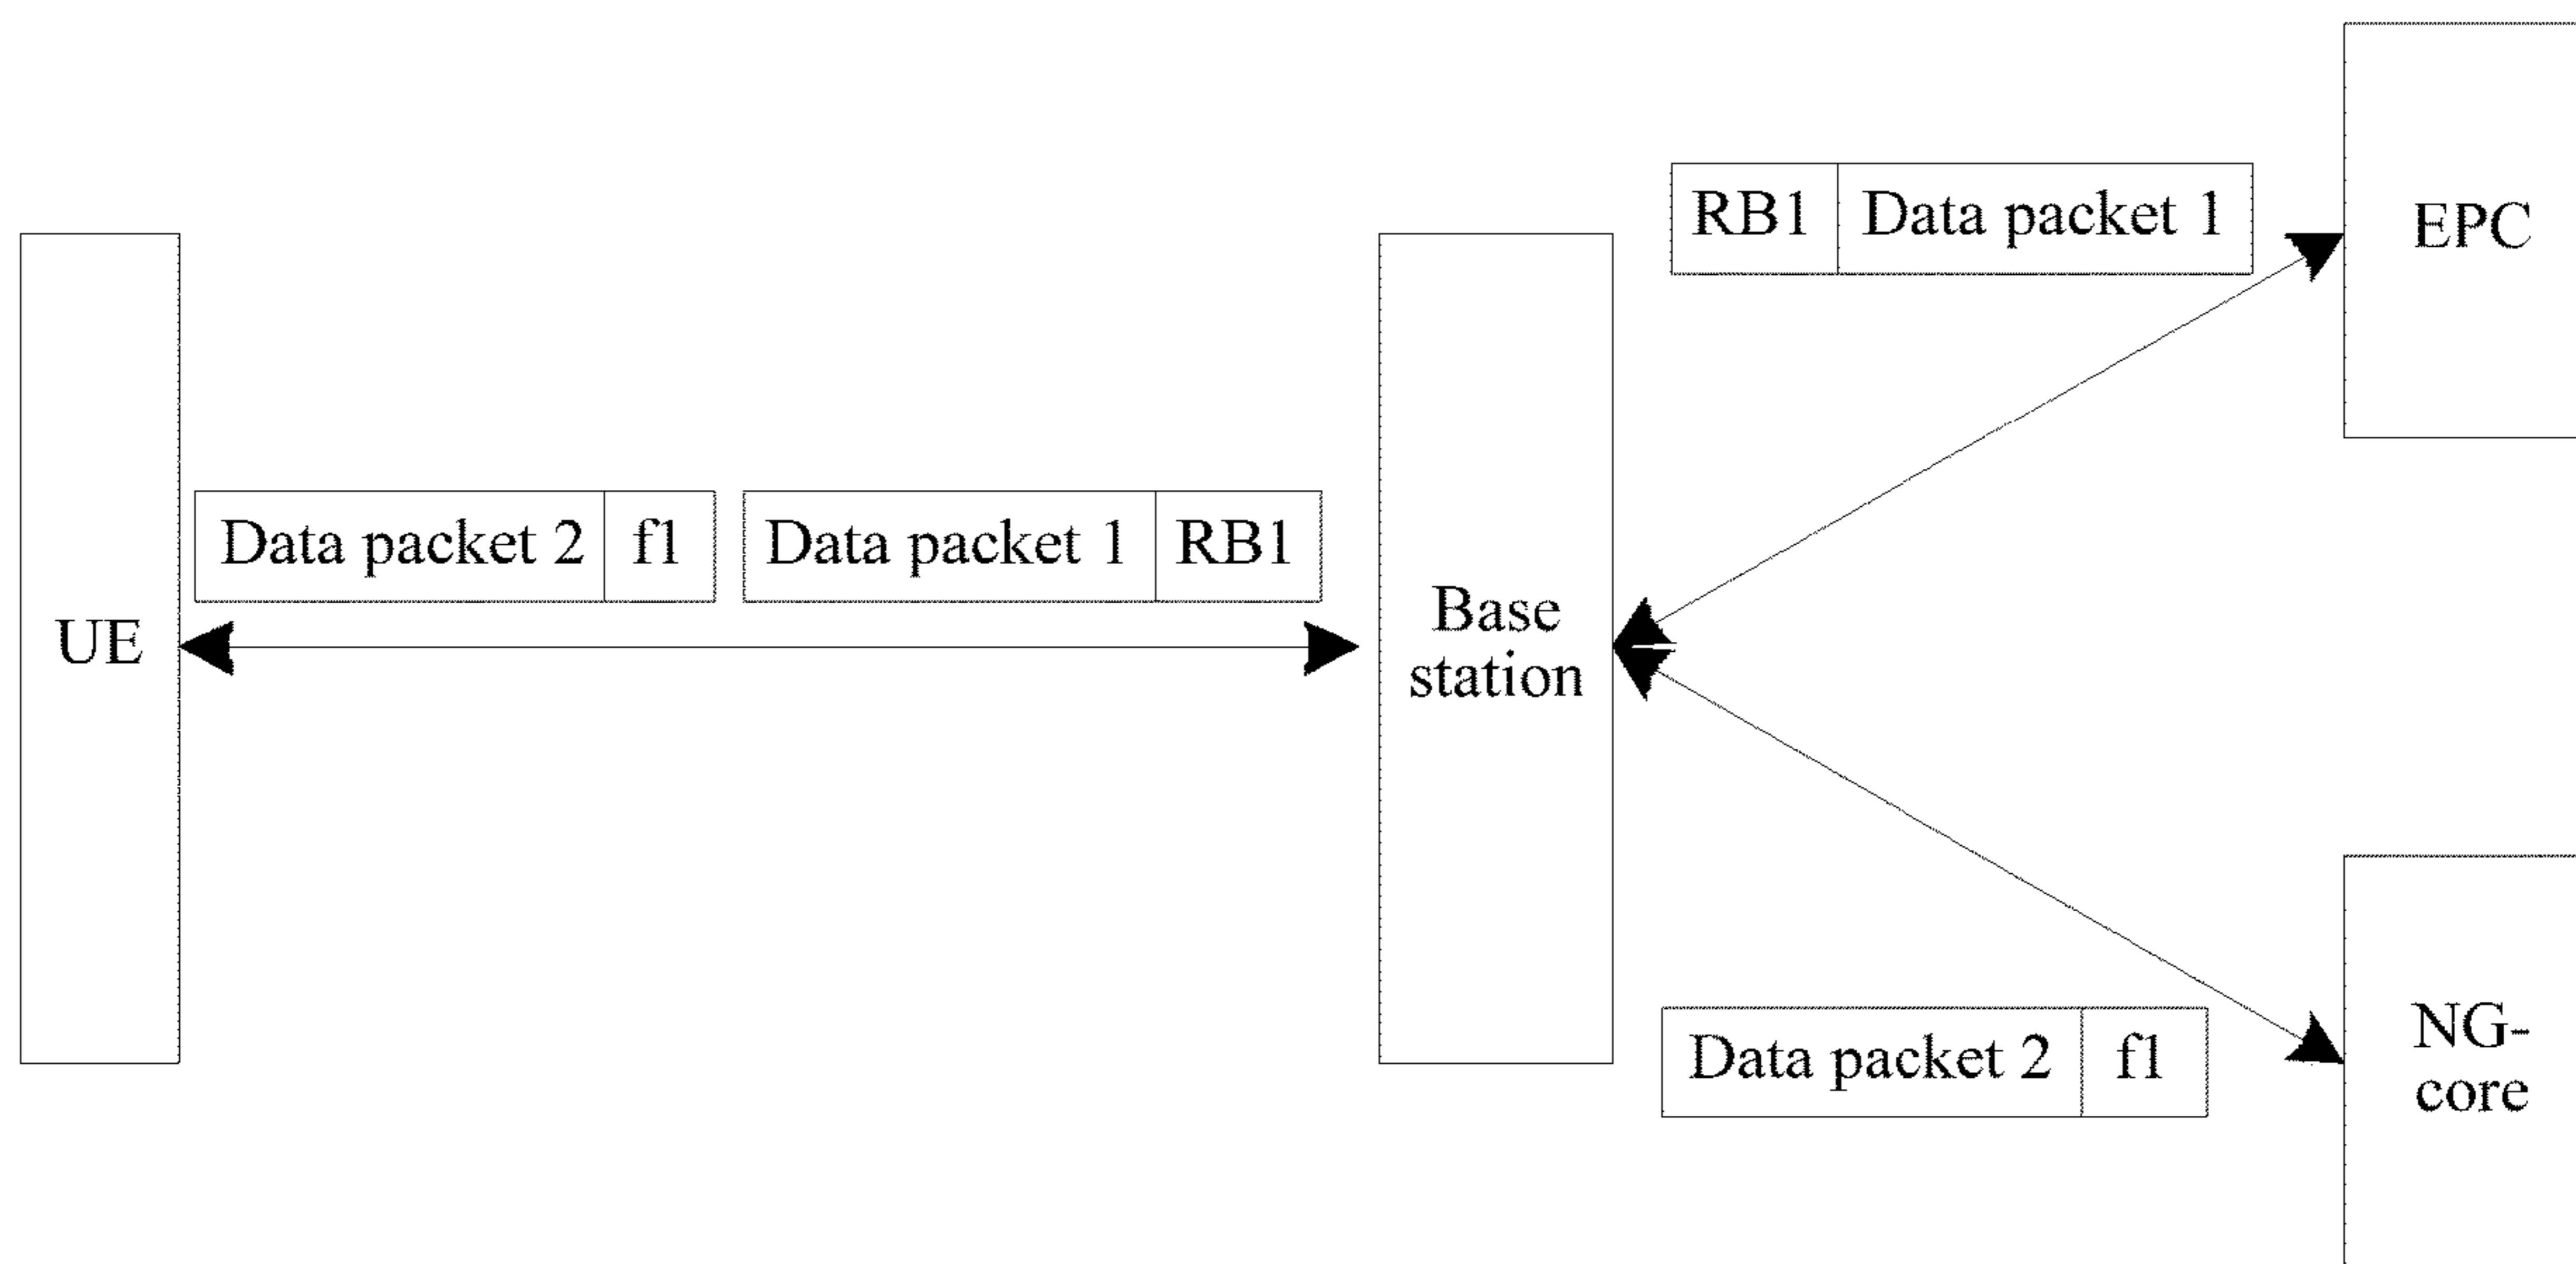 RB1 Data packet 1
EPC
Data packet 2 f1 Data packet 1 RB1
UE
Base
station
Data packet 2 f1
NG-
core